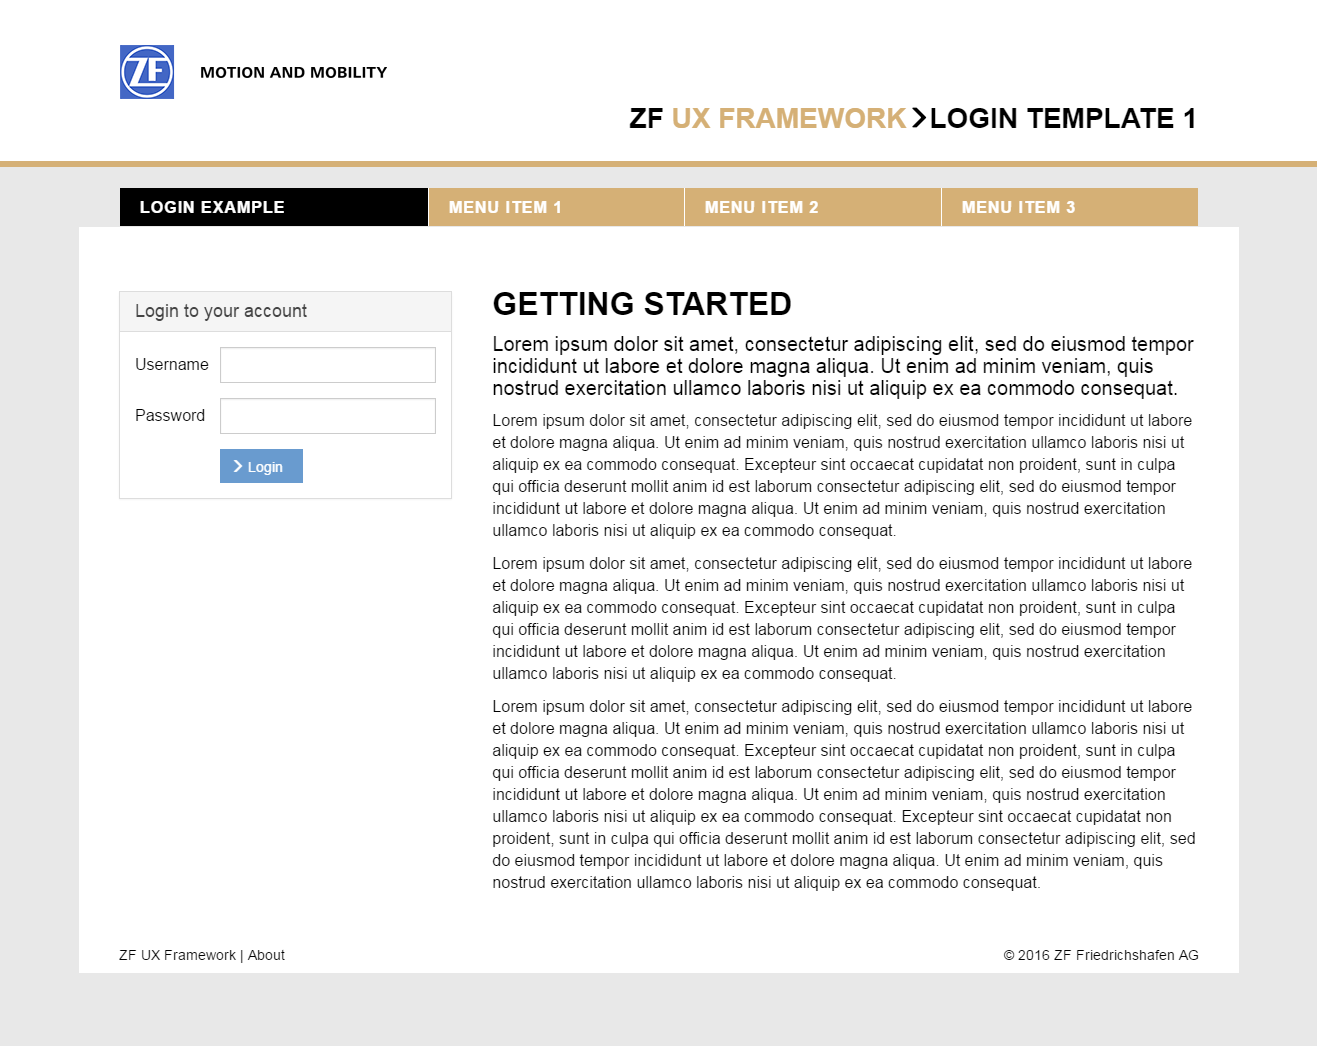 ZF
MOTION AND MOBILITY
ZF UX FRAMEWORK>LOGIN TEMPLATE 1
LOGIN EXAMPLE
MENU ITEM 1
MENU ITEM 2
MENU ITEM 3
Login to your account
Username
Password
> Login
GETTING STARTED
Lorem ipsum dolor sit amet, consectetur adipiscing elit, sed do eiusmod tempor
incididunt ut labore et dolore magna aliqua. Ut enim ad minim veniam, quis
nostrud exercitation ullamco laboris nisi ut aliquip ex ea commodo consequat.
Lorem ipsum dolor sit amet, consectetur adipiscing elit, sed do eiusmod tempor incididunt ut labore
et dolore magna aliqua. Ut enim ad minim veniam, quis nostrud exercitation ullamco laboris nisi ut
aliquip ex ea commodo consequat. Excepteur sint occaecat cupidatat non proident, sunt in culpa
qui officia deserunt mollit anim id est laborum consectetur adipiscing elit, sed do eiusmod tempor
incididunt ut labore et dolore magna aliqua. Ut enim ad minim veniam, quis nostrud exercitation
ullamco laboris nisi ut aliquip ex ea commodo consequat.
Lorem ipsum dolor sit amet, consectetur adipiscing elit, sed do eiusmod tempor incididunt ut labore
et dolore magna aliqua. Ut enim ad minim veniam, quis nostrud exercitation ullamco laboris nisi ut
aliquip ex ea commodo consequat. Excepteur sint occaecat cupidatat non proident, sunt in culpa
qui officia deserunt mollit anim id est laborum consectetur adipiscing elit, sed do eiusmod tempor
incididunt ut labore et dolore magna aliqua. Ut enim ad minim veniam, quis nostrud exercitation
ullamco laboris nisi ut aliquip ex ea commodo consequat.
Lorem ipsum dolor sit amet, consectetur adipiscing elit, sed do eiusmod tempor incididunt ut labore
et dolore magna aliqua. Ut enim ad minim veniam, quis nostrud exercitation ullamco laboris nisi ut
aliquip ex ea commodo consequat. Excepteur sint occaecat cupidatat non proident, sunt in culpa
qui officia deserunt mollit anim id est laborum consectetur adipiscing elit, sed do eiusmod tempor
incididunt ut labore et dolore magna aliqua. Ut enim ad minim veniam, quis nostrud exercitation
ullamco laboris nisi ut aliquip ex ea commodo consequat. Excepteur sint occaecat cupidatat non
proident, sunt in culpa qui officia deserunt mollit anim id est laborum consectetur adipiscing elit, sed
do eiusmod tempor incididunt ut labore et dolore magna aliqua. Ut enim ad minim veniam, quis
nostrud exercitation ullamco laboris nisi ut aliquip ex ea commodo consequat.
ZF UX Framework | About
© 2016 ZF Friedrichshafen AG